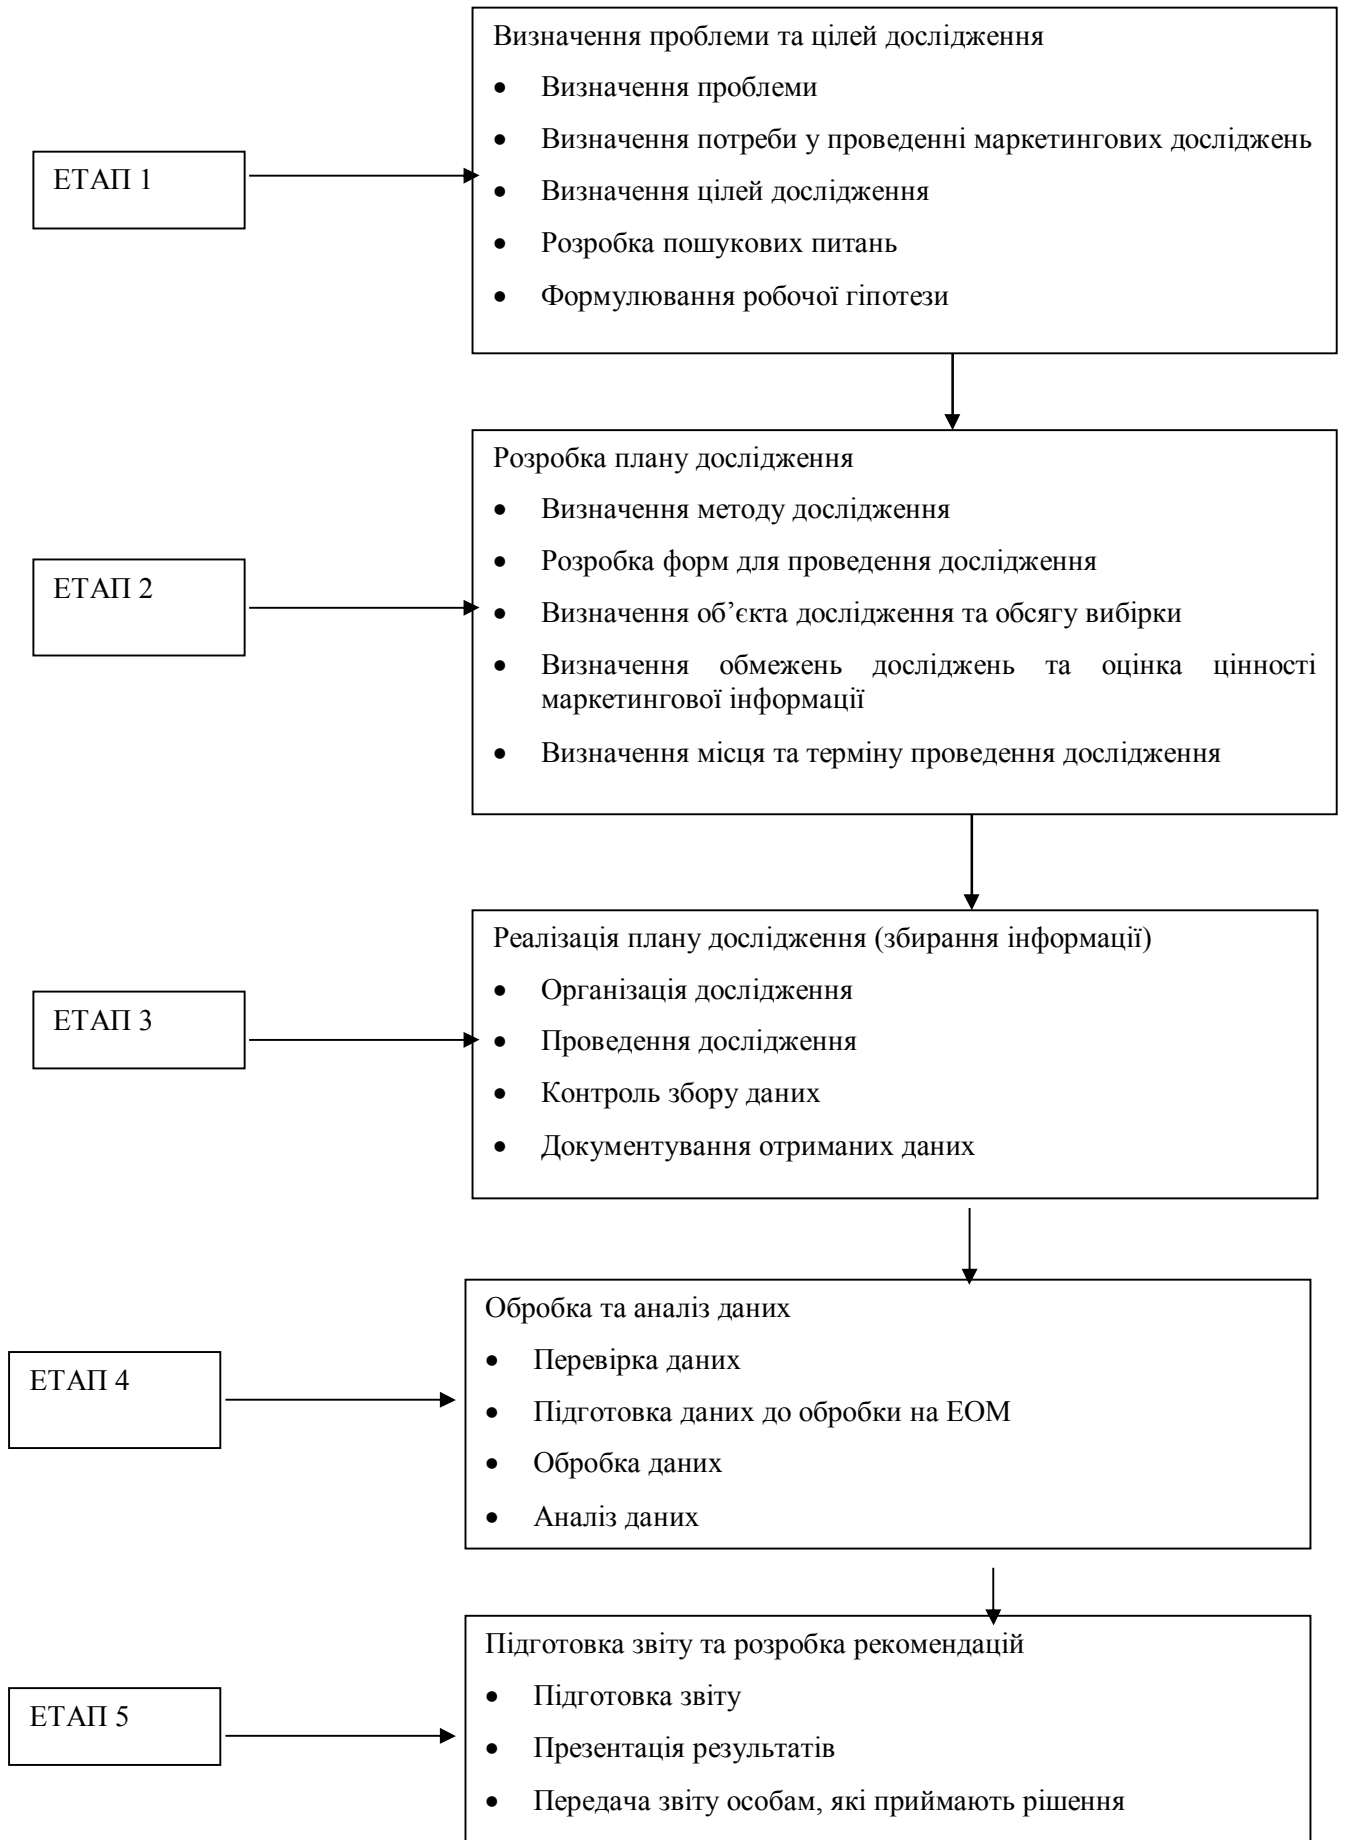 Визначення проблеми та цілей дослідження
• Визначення проблеми
• Визначення потреби у проведенні маркетингових досліджень
ЕТАП 1
• Визначення цілей дослідження
• Розробка пошукових питань
• Формулювання робочої гіпотези
Розробка плану дослідження
• Визначення методу дослідження
• Розробка форм для проведення дослідження
ЕТАП 2
• Визначення об’єкта дослідження та обсягу вибірки
• Визначення обмежень досліджень та оцінка цінності
маркетингової інформації
• Визначення місця та терміну проведення дослідження
Реалізація плану дослідження (збирання інформації)
• Організація дослідження
ЕТАП 3
• Проведення дослідження
• Контроль збору даних
• Документування отриманих даних
Обробка та аналіз даних
• Перевірка даних
ЕТАП 4
• Підготовка даних до обробки на ЕОМ
• Обробка даних
• Аналіз даних
Підготовка звіту та розробка рекомендацій
• Підготовка звіту
ЕТАП 5
• Презентація результатів
• Передача звіту особам, які приймають рішення